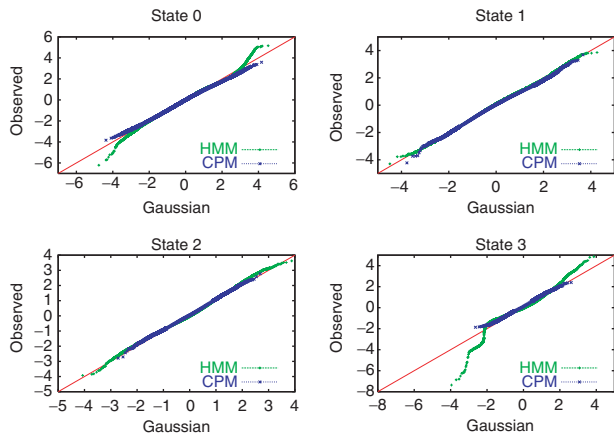 State 0
Observed
6
4
2
0
−2
−4
−6
HMM
CPM
−6 −4 −2 0 2 4 6
Gaussian
State 1
Observed
4
2
0
−2
−4
HMM
CPM
−4 −2 0 2 4
Gaussian
State 2
Observed
4
3
2
1
0
−1
−2
−3
−4
−5
HMM
CPM
−5 −4 −3 −2 −1 0 1 2 3 4
Gaussian
State 3
Observed
4
2
0
−2
−4
−6
−8
HMM
CPM
−8 −6 −4 −2 0 2 4
Gaussian